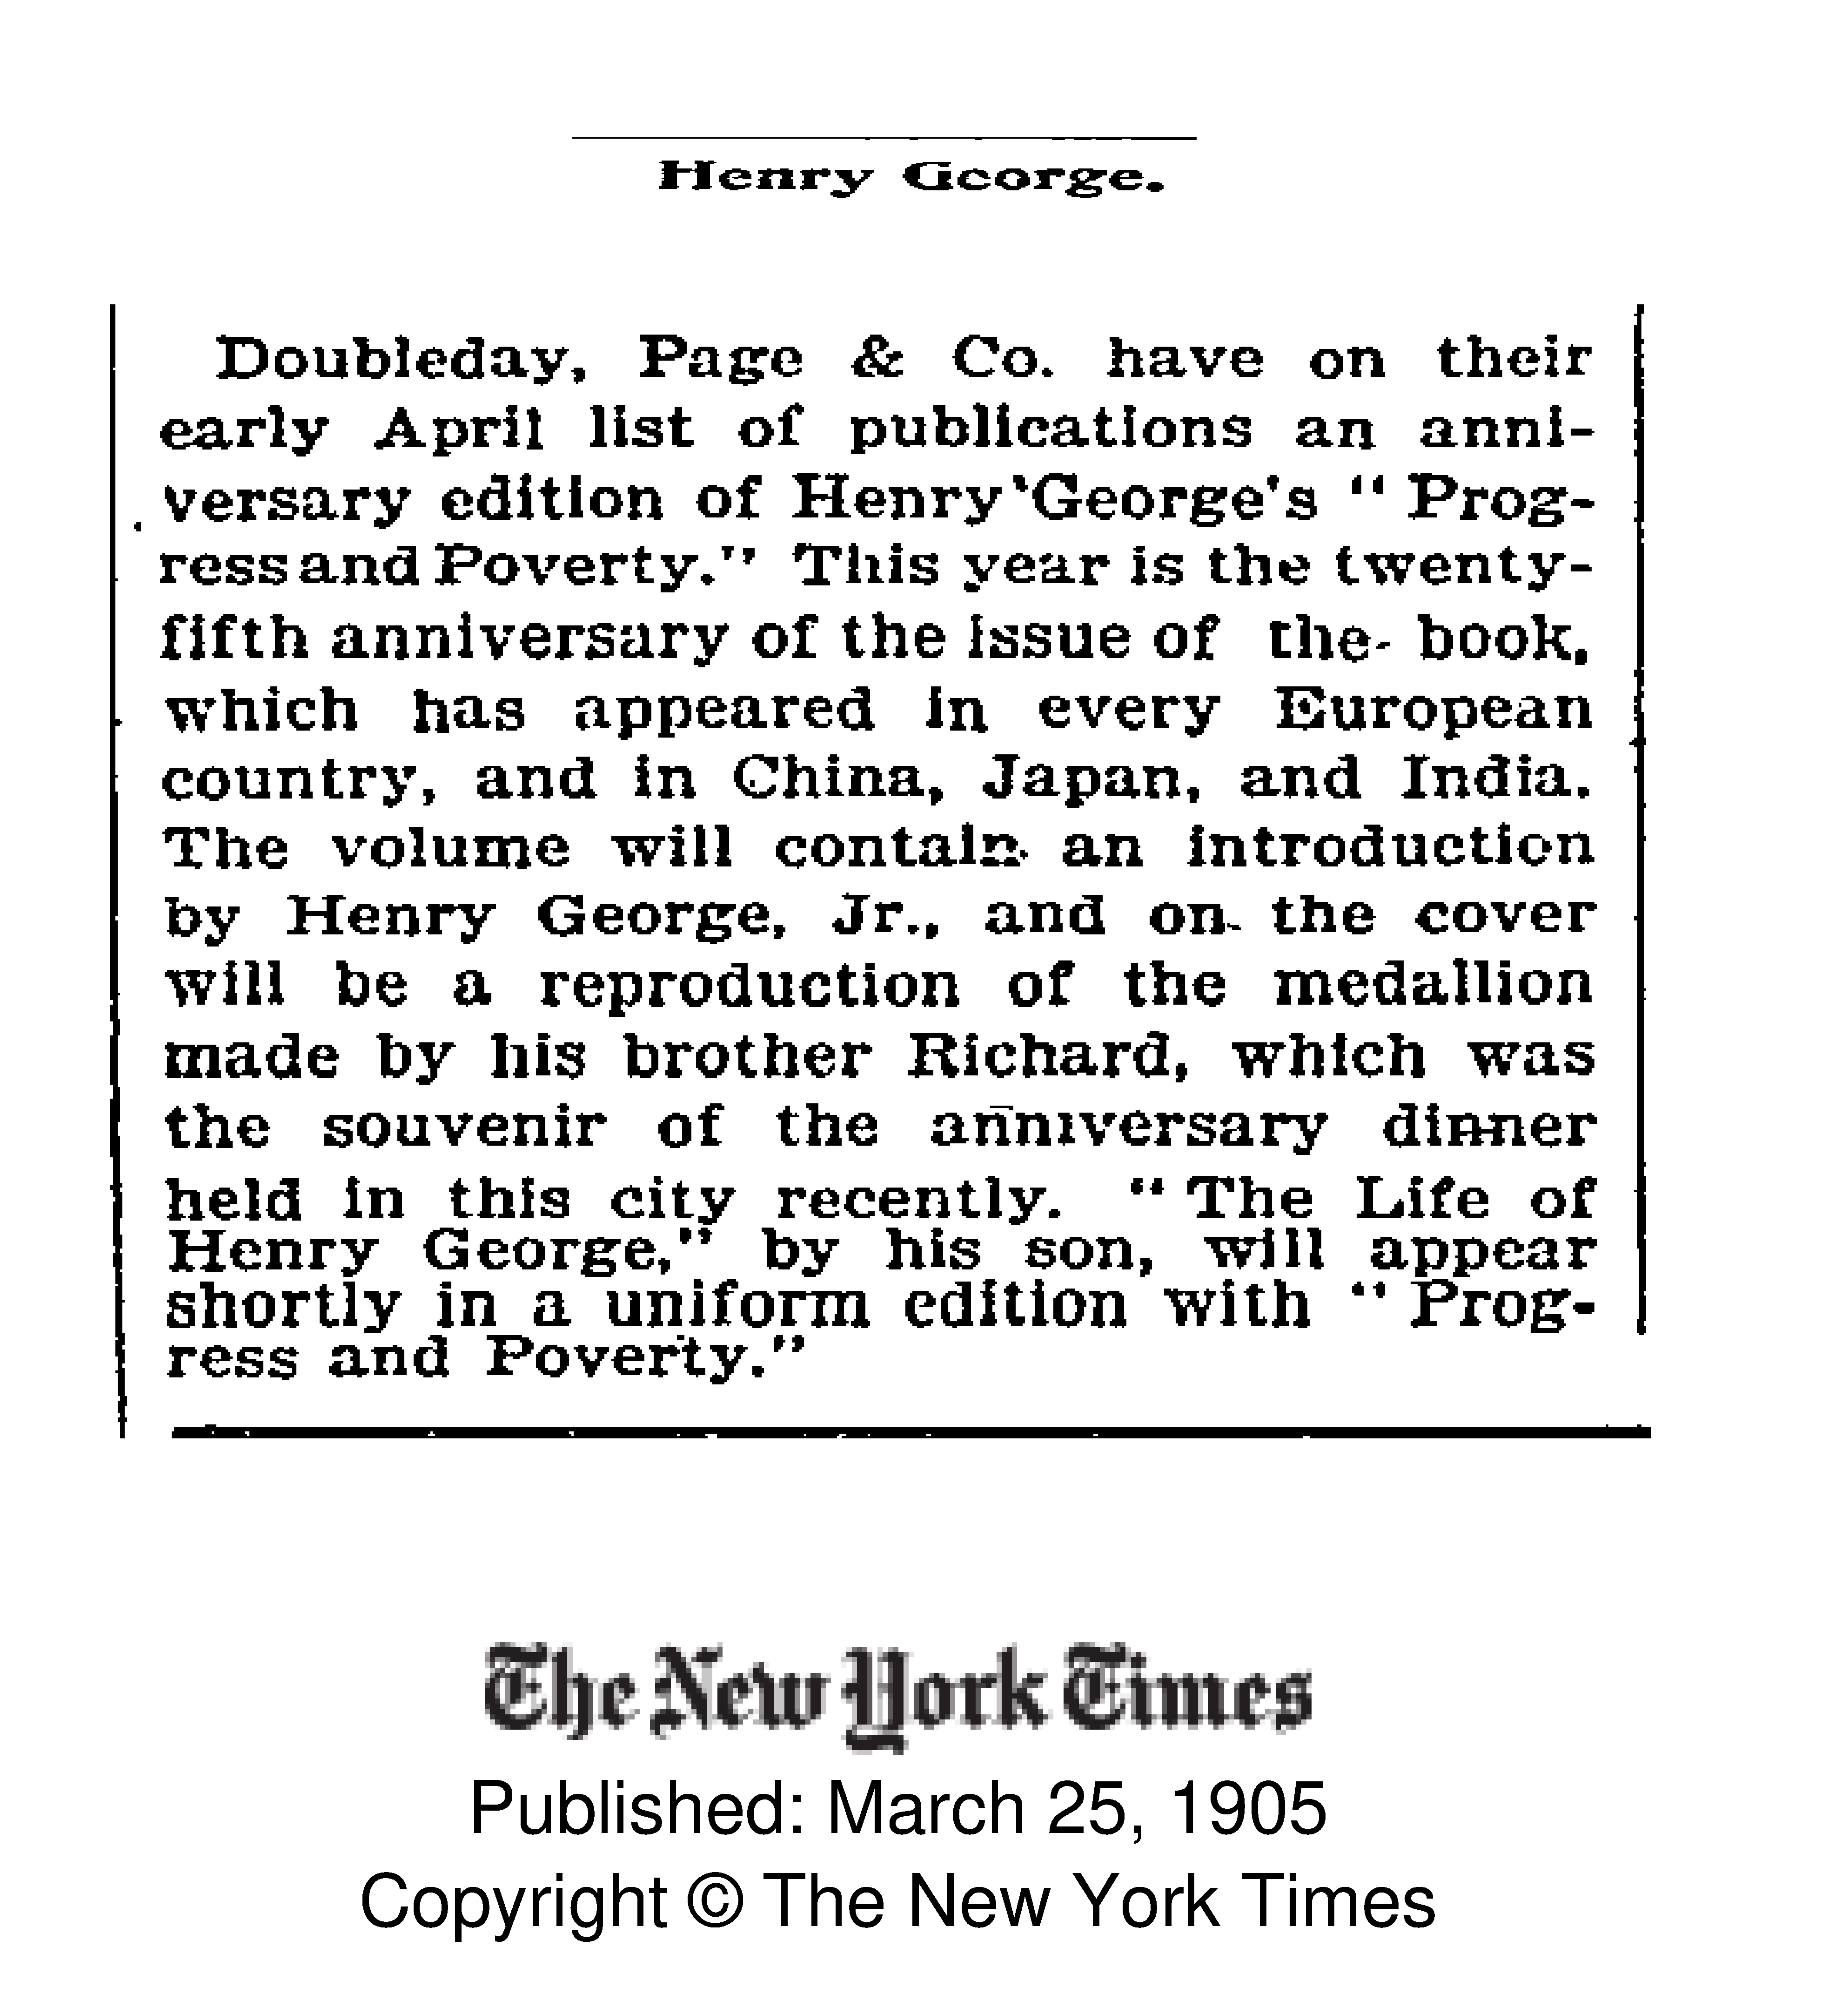 Henry George.
Doubleday, Page & Co. have on their
early April list of publications an anni-
versary edition of Henry George's " Prog-
ress and Poverty." This year is the twenty-
fifth anniversary of the issue of the book,
which has appeared in every European
country, and in China, Japan, and India.
The volume will contain an introduction
by Henry George, Jr., and on the cover
will be a reproduction of the medallion
made by his brother Richard, which was
the souvenir of the anniversary dinner
held in this city recently. " The Life of
Henry George," by his son, will appear
shortly in a uniform edition with " Prog-
ress and Poverty."
The New York Times
Published: March 25, 1905
Copyright © The New York Times